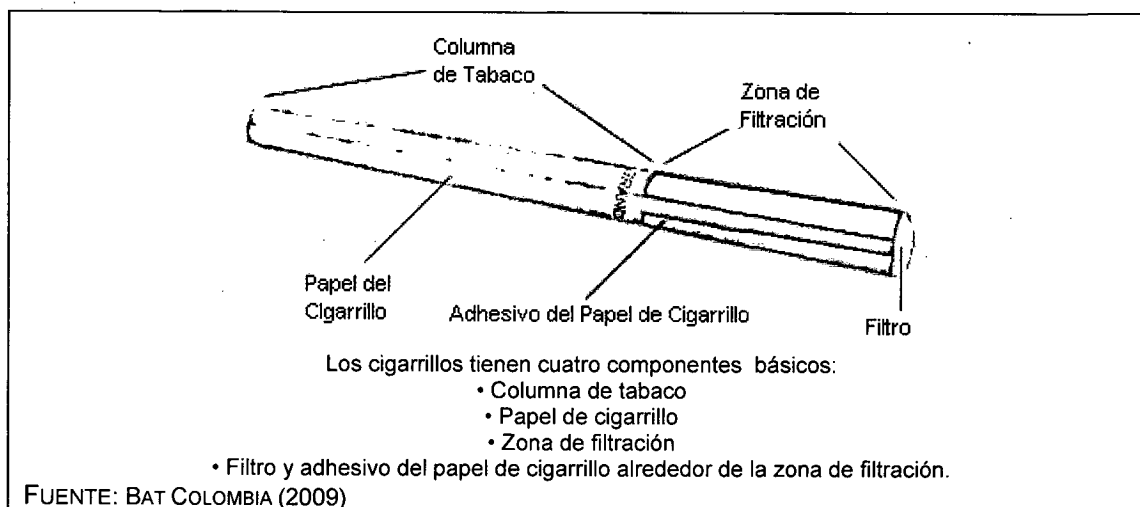 Columna
de Tabaco
Zona de
Filtración
BRAND
Papel del
CIgarrillo
Adhesivo del Papel de Cigarrillo
Filtro
Los cigarrillos tienen cuatro componentes básicos:
• Columna de tabaco
• Papel de cigarrillo
• Zona de filtración
• Filtro y adhesivo del papel de cigarrillo alrededor de la zona de filtración.
FUENTE: BAT COLOMBIA (2009)